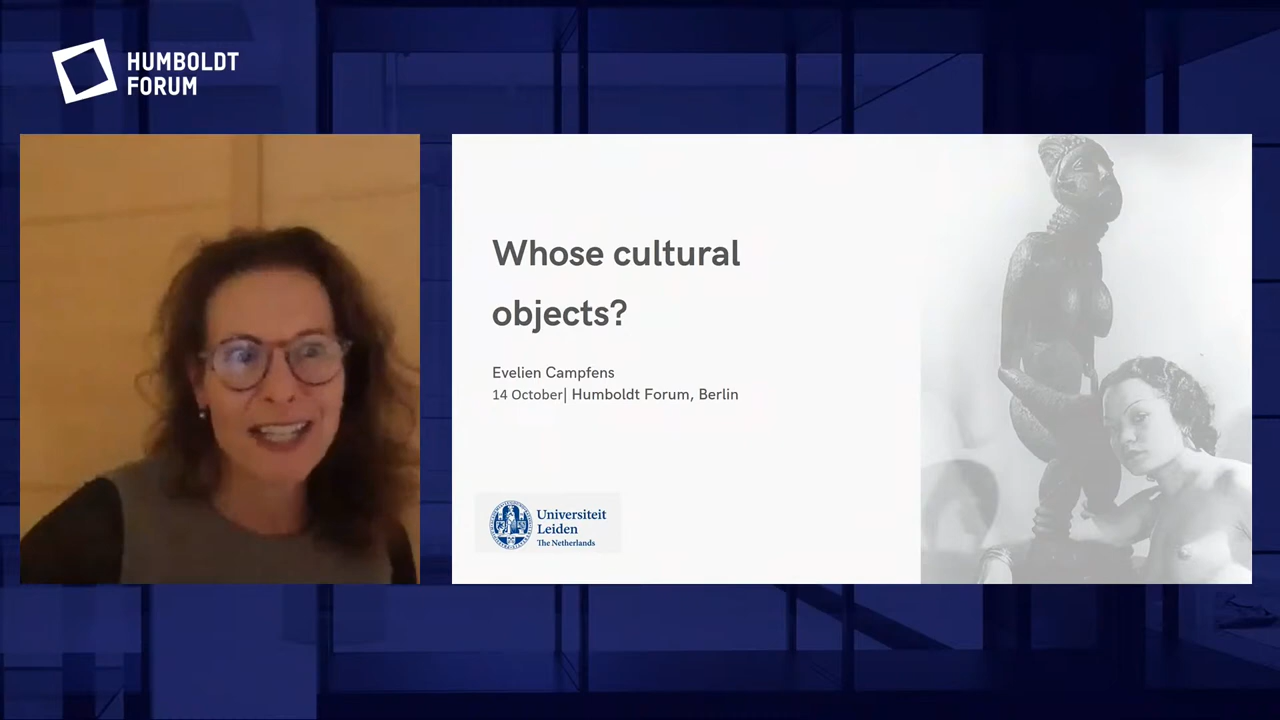 HUMBOLDT
FORUM
Whose cultural
objects?
Evelien Campfens
14 October| Humboldt Forum, Berlin
Universiteit
Leiden
The Netherlands